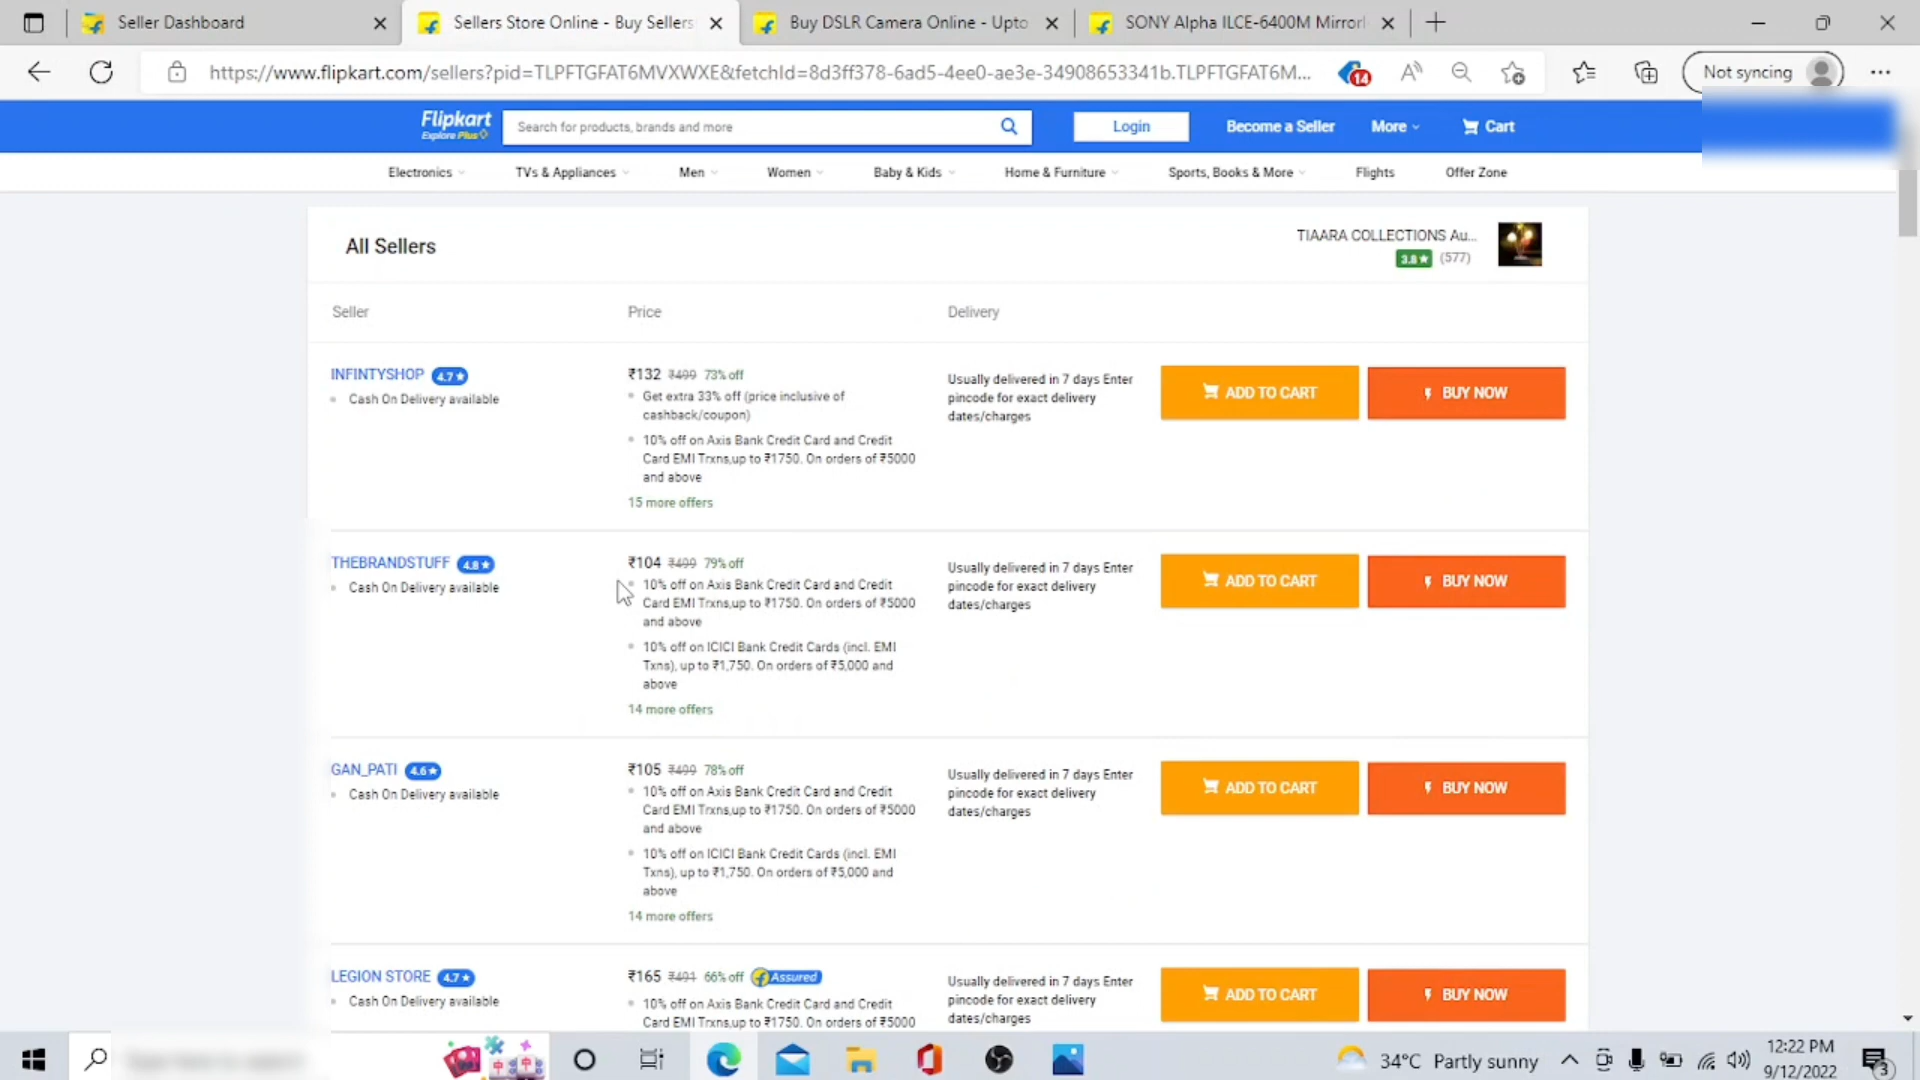 Seller Dashboard
Sellers Store Online - Buy Sellers
Buy DSLR Camera Online - Upto
SONY Alpha ILCE-6400M Mirrorl
https://www.flipkart.com/sellers?pid=TLPFTGFAT6MVXWXE&fetchId=8d3ff378-6ad5-4ee0-ae3e-34908653341b.TLPFTGFAT6M...
14
Not syncing
Flipkart
Explore Plus
Search for products, brands and more
Login
Become a Seller
More
Cart
Electronics
TVs & Appliances
Men
Women
Baby & Kids
Home & Furniture
Sports, Books & More
Flights
Offer Zone
All Sellers
TIAARA COLLECTIONS Au...
3.8★ (577)
Seller
Price
Delivery
INFINTYSHOP 4.7★
Cash On Delivery available
₹132 ₹499 73% off
Get extra 33% off (price inclusive of
cashback/coupon)
10% off on Axis Bank Credit Card and Credit
Card EMI Trxns,up to ₹1750. On orders of ₹5000
and above
15 more offers
Usually delivered in 7 days Enter
pincode for exact delivery
dates/charges
ADD TO CART
BUY NOW
THEBRANDSTUFF 4.8★
Cash On Delivery available
₹104 ₹499 79% off
10% off on Axis Bank Credit Card and Credit
Card EMI Trxns,up to ₹1750. On orders of ₹5000
and above
10% off on ICICI Bank Credit Cards (incl. EMI
Txns), up to ₹1,750. On orders of ₹5,000 and
above
14 more offers
Usually delivered in 7 days Enter
pincode for exact delivery
dates/charges
ADD TO CART
BUY NOW
GAN_PATI 4.6★
Cash On Delivery available
₹105 ₹499 78% off
10% off on Axis Bank Credit Card and Credit
Card EMI Trxns,up to ₹1750. On orders of ₹5000
and above
10% off on ICICI Bank Credit Cards (incl. EMI
Txns), up to ₹1,750. On orders of ₹5,000 and
above
14 more offers
Usually delivered in 7 days Enter
pincode for exact delivery
dates/charges
ADD TO CART
BUY NOW
LEGION STORE 4.7★
Cash On Delivery available
₹165 ₹491 66% off Assured
10% off on Axis Bank Credit Card and Credit
Card EMI Trxns,up to ₹1750. On orders of ₹5000
Usually delivered in 7 days Enter
pincode for exact delivery
dates/charges
ADD TO CART
BUY NOW
Type here to search
34°C Partly sunny
12:22 PM
9/12/2022
3